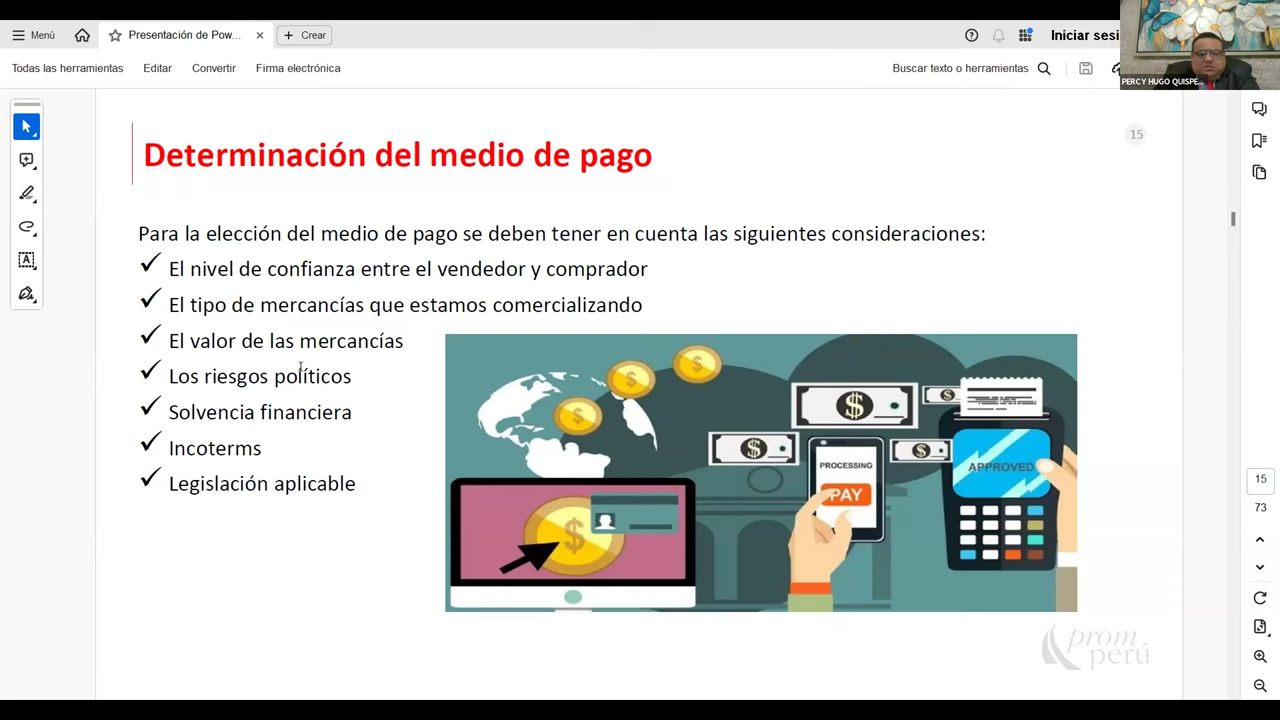 Menú
Presentación de Pow...
Crear
Iniciar sesi
Todas las herramientas
Editar
Convertir
Firma electrónica
Buscar texto o herramientas
PERCY HUGO QUISPE...
15
Determinación del medio de pago
Para la elección del medio de pago se deben tener en cuenta las siguientes consideraciones:
✓ El nivel de confianza entre el vendedor y comprador
✓ El tipo de mercancías que estamos comercializando
✓ El valor de las mercancías
✓ Los riesgos políticos
✓ Solvencia financiera
✓ Incoterms
✓ Legislación aplicable
PROCESSING
PAY
APPROVED
prom
perú
15
73